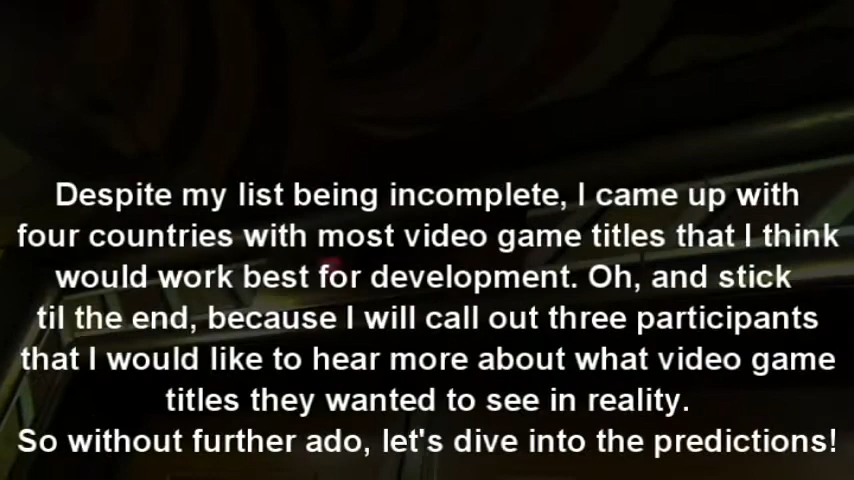 Despite my list being incomplete, I came up with
four countries with most video game titles that I think
would work best for development. Oh, and stick
til the end, because I will call out three participants
that I would like to hear more about what video game
titles they wanted to see in reality.
So without further ado, let's dive into the predictions!